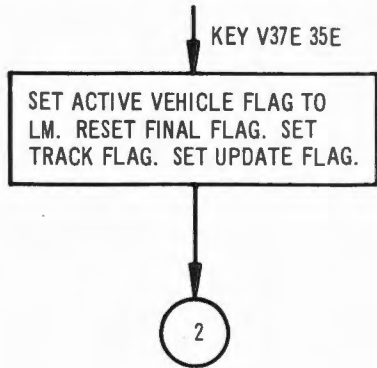 KEY V37E 35E
SET ACTIVE VEHICLE FLAG TO
LM. RESET FINAL FLAG. SET
TRACK FLAG. SET UPDATE FLAG.
2